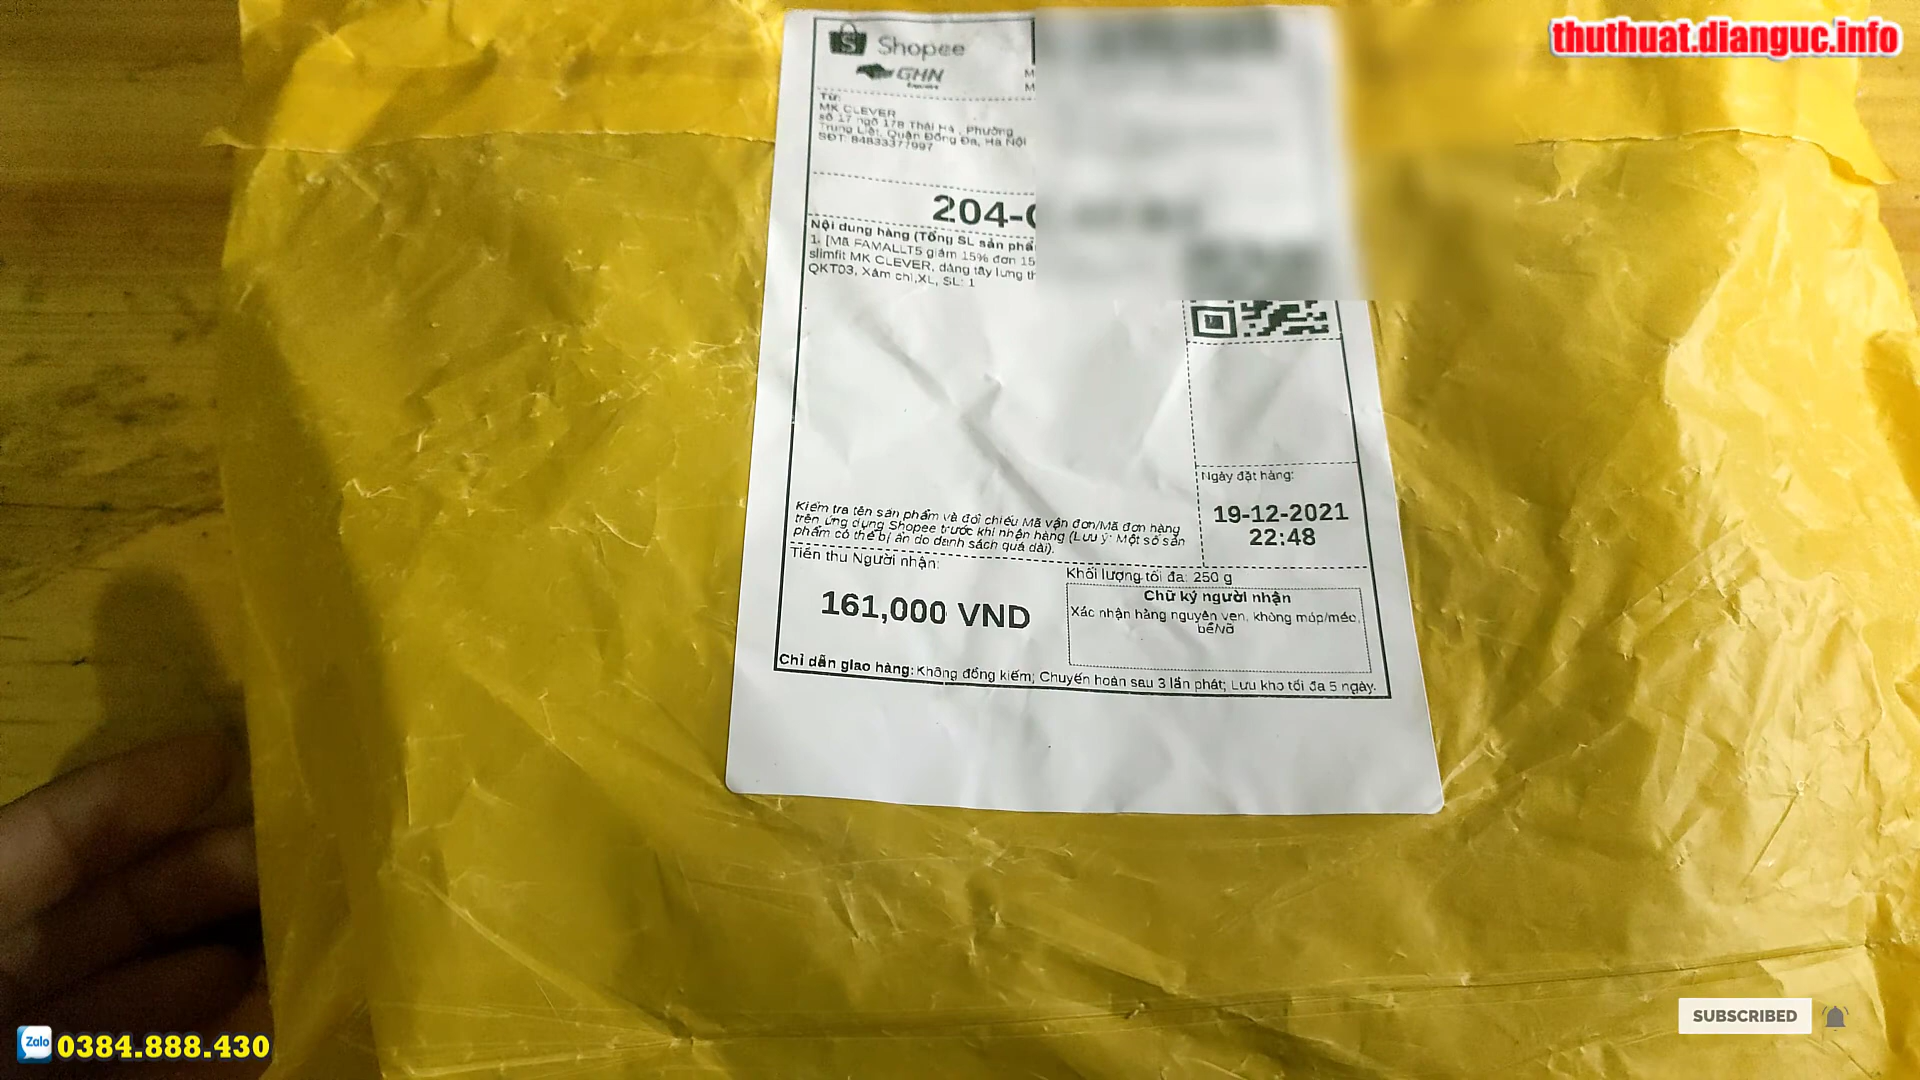 thuthuat.dianguc.info
Shopee
GHN
Express
Từ:
MK CLEVER
số 17 ngõ 178 Thái Hà , Phường
Trung Liệt, Quận Đống Đa, Hà Nội
SĐT: 84833377997
204-
Nội dung hàng (Tổng SL sản phẩ
1. [Mã FAMALLT5 giảm 15% đơn 15
slimfit MK CLEVER, dáng tây lưng th
QKT03, Xám chì,XL, SL: 1
Ngày đặt hàng:
19-12-2021
22:48
Kiểm tra tên sản phẩm và đối chiếu Mã vận đơn/Mã đơn hàng
trên ứng dụng Shopee trước khi nhận hàng (Lưu ý: Một số sản
phẩm có thể bị ẩn do danh sách quá dài).
Tiền thu Người nhận:
161,000 VND
Khối lượng tối đa: 250 g
Chữ ký người nhận
Xác nhận hàng nguyên vẹn, không móp/méo,
bể/vỡ
Chỉ dẫn giao hàng: Không đồng kiểm; Chuyển hoàn sau 3 lần phát; Lưu kho tối đa 5 ngày.
SUBSCRIBED
Zalo
0384.888.430